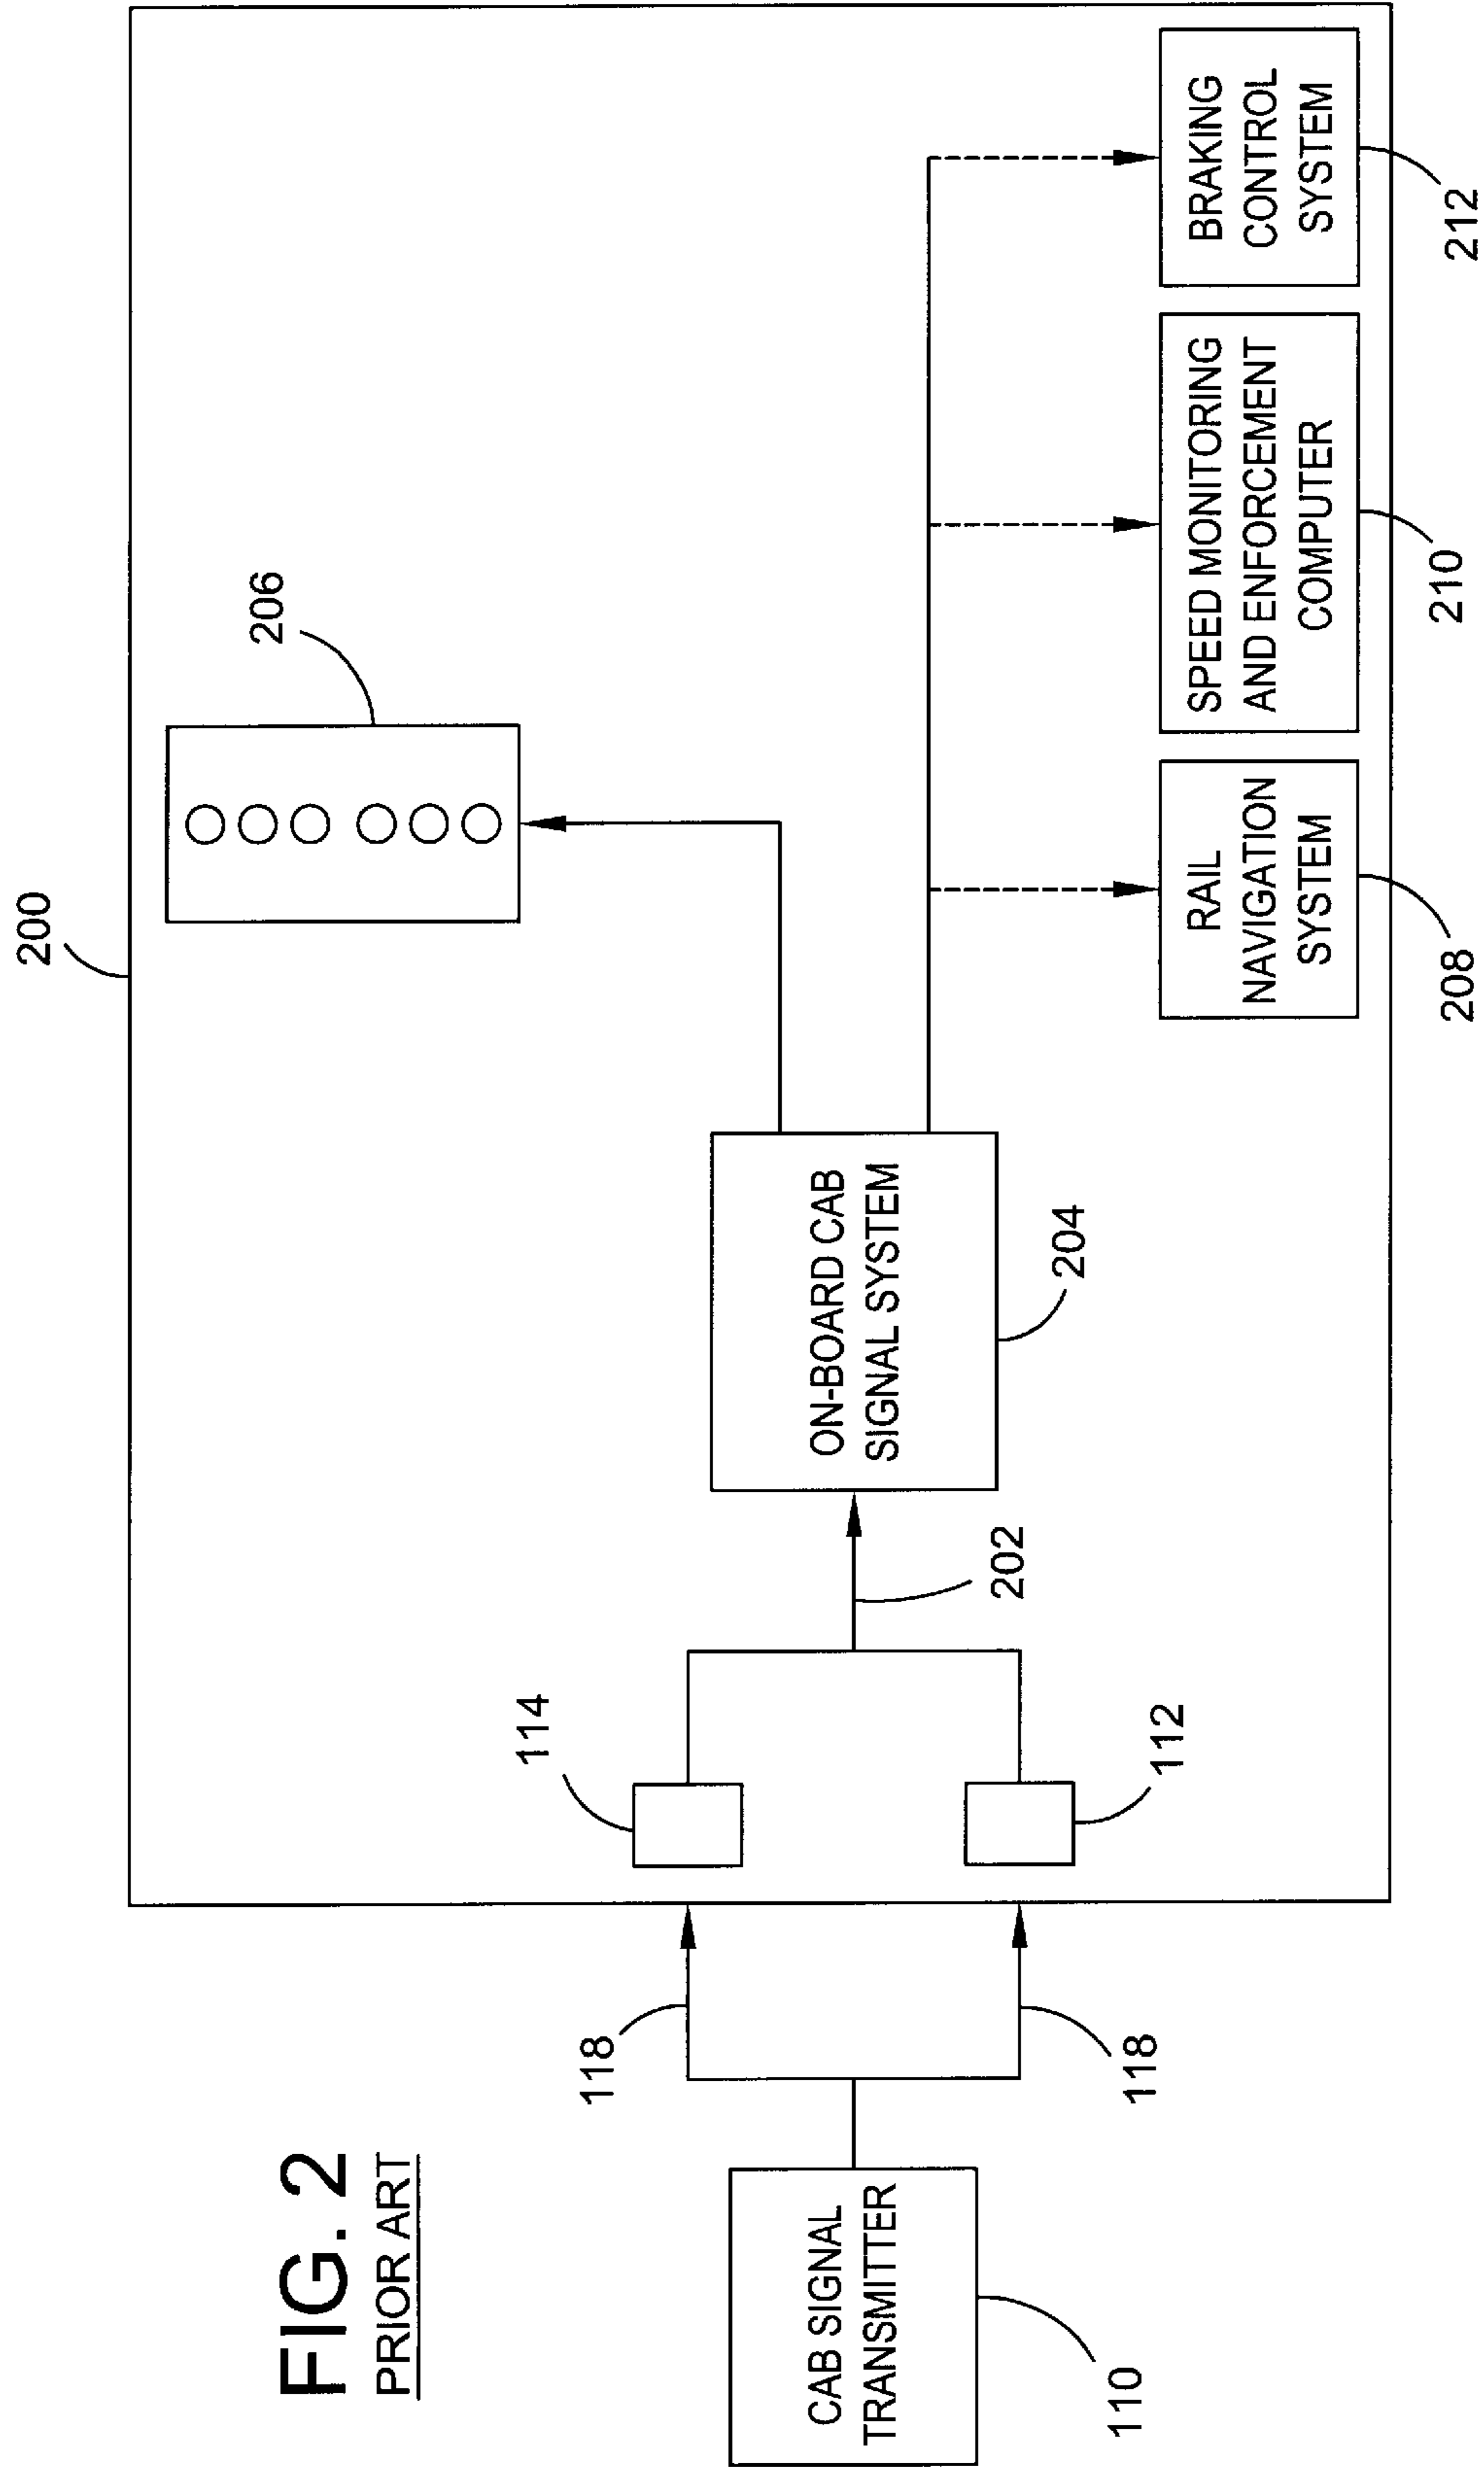 FIG. 2
PRIOR ART
200
206
114
118
CAB SIGNAL
TRANSMITTER
110
118
112
202
ON-BOARD CAB
SIGNAL SYSTEM
204
RAIL
NAVIGATION
SYSTEM
208
SPEED MONITORING
AND ENFORCEMENT
COMPUTER
210
BRAKING
CONTROL
SYSTEM
212